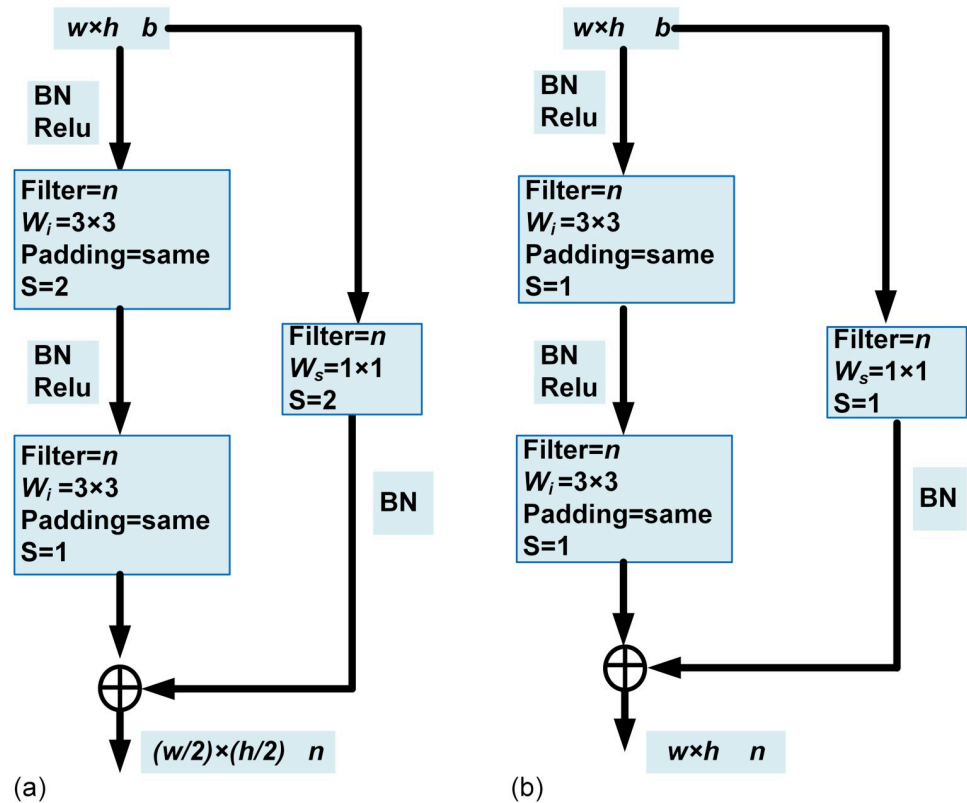 w×h b
BN
Relu
Filter=n
Wᵢ=3×3
Padding=same
S=2
BN
Relu
Filter=n
Wₛ=1×1
S=2
Filter=n
Wᵢ=3×3
Padding=same
S=1
BN
(w/2)×(h/2) n
(a)
w×h b
BN
Relu
Filter=n
Wᵢ=3×3
Padding=same
S=1
BN
Relu
Filter=n
Wₛ=1×1
S=1
Filter=n
Wᵢ=3×3
Padding=same
S=1
BN
w×h n
(b)